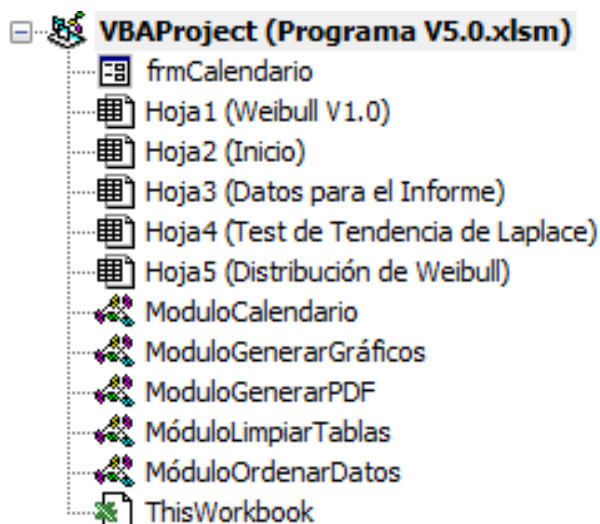 VBAProject (Programa V5.0.xlsm)
frmCalendario
Hoja1 (Weibull V1.0)
Hoja2 (Inicio)
Hoja3 (Datos para el Informe)
Hoja4 (Test de Tendencia de Laplace)
Hoja5 (Distribución de Weibull)
ModuloCalendario
ModuloGenerarGráficos
ModuloGenerarPDF
MóduloLimpiarTablas
MóduloOrdenarDatos
ThisWorkbook